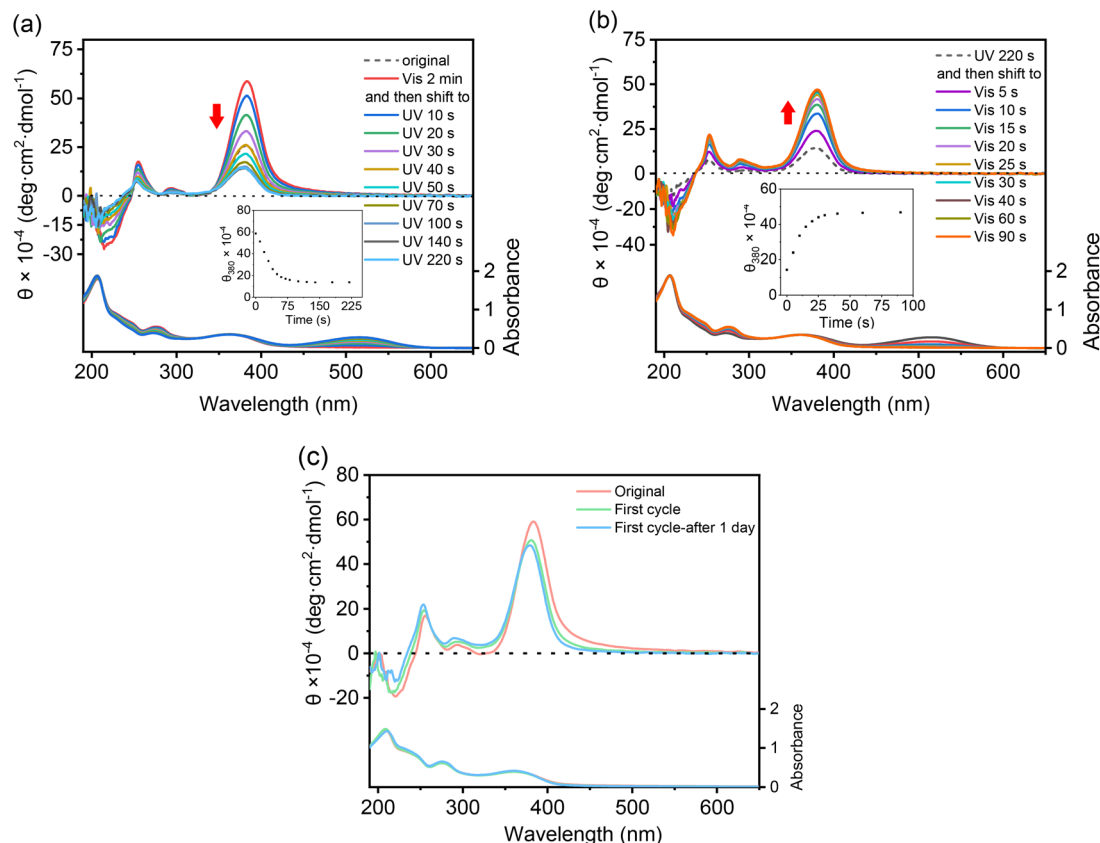 (a)
75
50
25
0
-15
-30
θ × 10⁻⁴ (deg·cm²·dmol⁻¹)
original
Vis 2 min
and then shift to
UV 10 s
UV 20 s
UV 30 s
UV 40 s
UV 50 s
UV 70 s
UV 100 s
UV 140 s
UV 220 s
80
60
40
20
0
θ₃₈₀ × 10⁻⁴
0 75 150 225
Time (s)
2
1
0
Absorbance
200 300 400 500 600
Wavelength (nm)
(b)
75
50
25
0
-20
-40
θ × 10⁻⁴ (deg·cm²·dmol⁻¹)
UV 220 s
and then shift to
Vis 5 s
Vis 10 s
Vis 15 s
Vis 20 s
Vis 25 s
Vis 30 s
Vis 40 s
Vis 60 s
Vis 90 s
60
40
20
0
θ₃₈₀ × 10⁻⁴
0 25 50 75 100
Time (s)
2
1
0
Absorbance
200 300 400 500 600
Wavelength (nm)
(c)
80
60
40
20
0
-20
θ ×10⁻⁴ (deg·cm²·dmol⁻¹)
Original
First cycle
First cycle-after 1 day
2
1
0
Absorbance
200 300 400 500 600
Wavelength (nm)